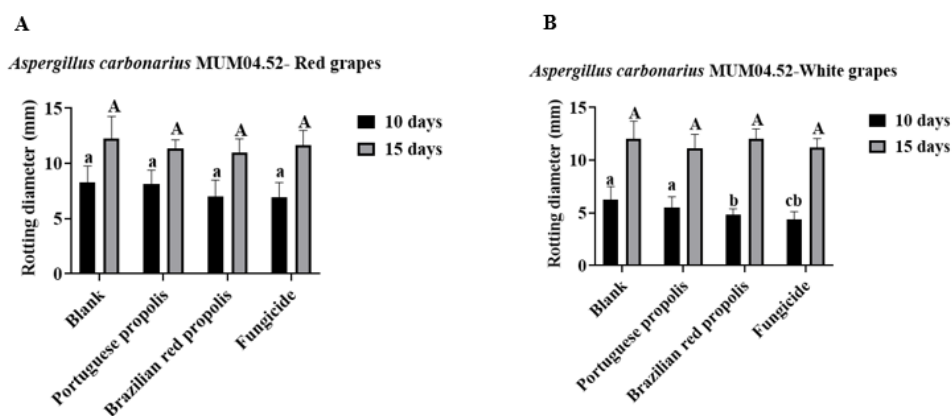 A
Aspergillus carbonarius MUM04.52- Red grapes
Rotting diameter (mm)
15
10
5
0
a
A
a
A
a
A
a
A
10 days
15 days
Blank
Portuguese propolis
Brazilian red propolis
Fungicide
B
Aspergillus carbonarius MUM04.52-White grapes
Rotting diameter (mm)
15
10
5
0
a
A
a
A
b
A
cb
A
10 days
15 days
Blank
Portuguese propolis
Brazilian red propolis
Fungicide